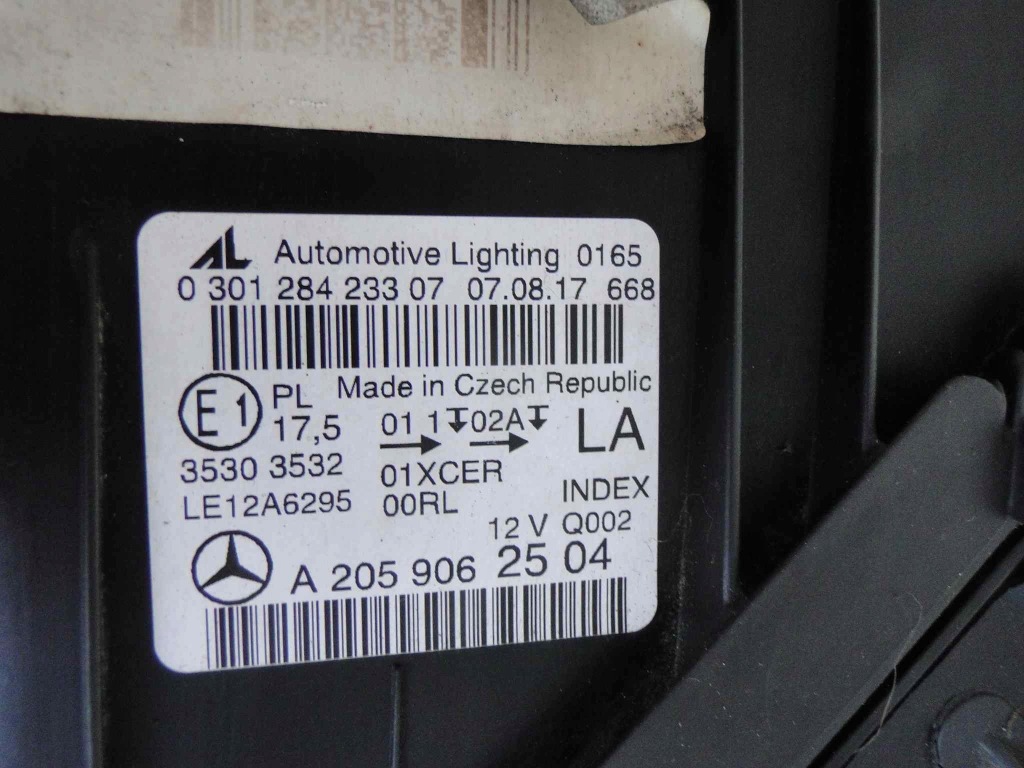 AL Automotive Lighting 0165
0 301 284 233 07 07.08.17 668
E1 PL Made in Czech Republic
17,5 01 1 02A LA
3530 3532 01XCER
LE12A6295 00RL INDEX
12 V Q002
A 205 906 25 04